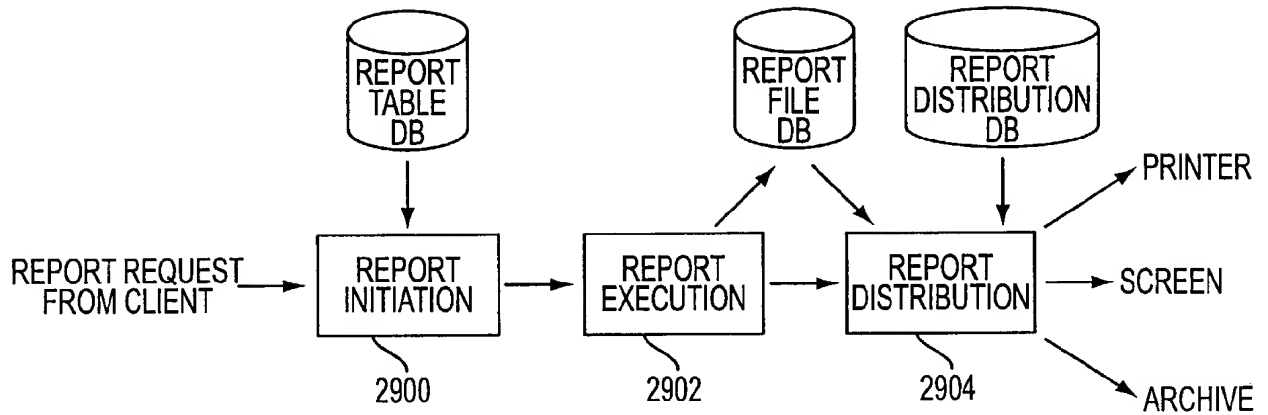 REPORT
TABLE
DB
REPORT
FILE
DB
REPORT
DISTRIBUTION
DB
PRINTER
REPORT REQUEST
FROM CLIENT
REPORT
INITIATION
REPORT
EXECUTION
REPORT
DISTRIBUTION
SCREEN
2900
2902
2904
ARCHIVE